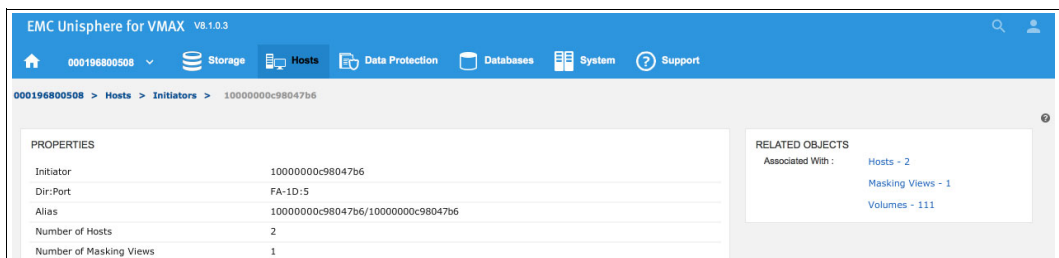 EMC Unisphere for VMAX V8.1.0.3
000196800508 Storage Hosts Data Protection Databases System Support
000196800508 > Hosts > Initiators > 10000000c98047b6
PROPERTIES
Initiator 10000000c98047b6
Dir:Port FA-1D:5
Alias 10000000c98047b6/10000000c98047b6
Number of Hosts 2
Number of Masking Views 1
RELATED OBJECTS
Associated With : Hosts - 2
Masking Views - 1
Volumes - 111